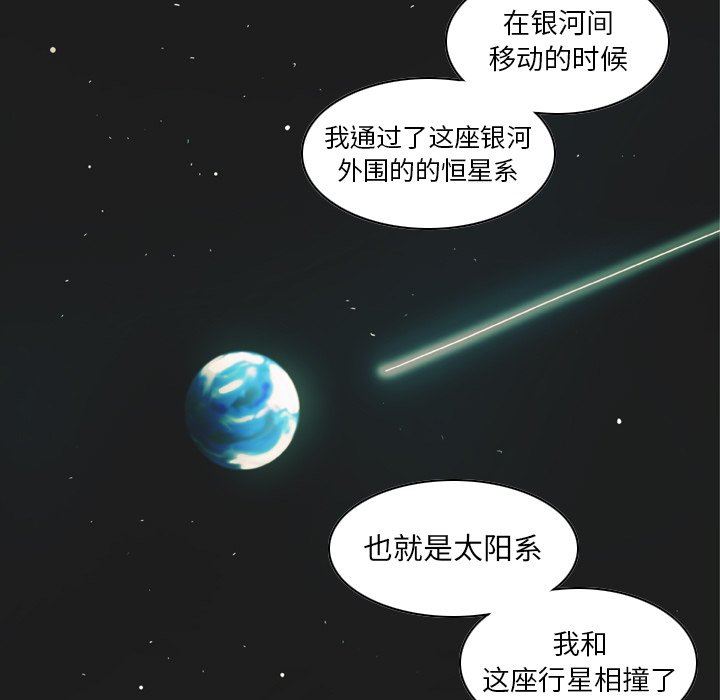 在银河间
移动的时候
我通过了这座银河
外围的的恒星系
也就是太阳系
我和
这座行星相撞了